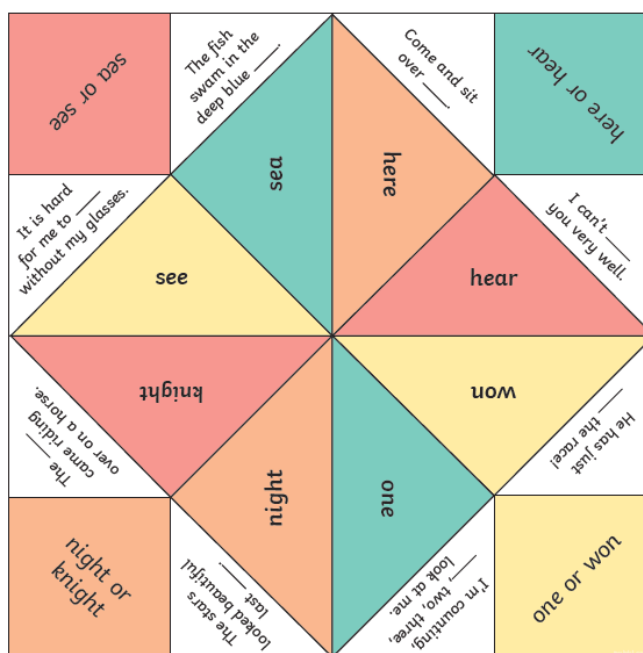 sea or see
The fish
swam in the
deep blue ____.
Come and sit
over ____
here or hear
sea
here
It is hard
for me to ____
without my glasses.
I can't ____
you very well.
see
hear
knight
won
The ____
came riding
over on a horse.
He has just
____ the race!
night
one
night or
knight
The stars
looked beautiful
last ____.
I'm counting,
____, two, three,
look at me.
one or won